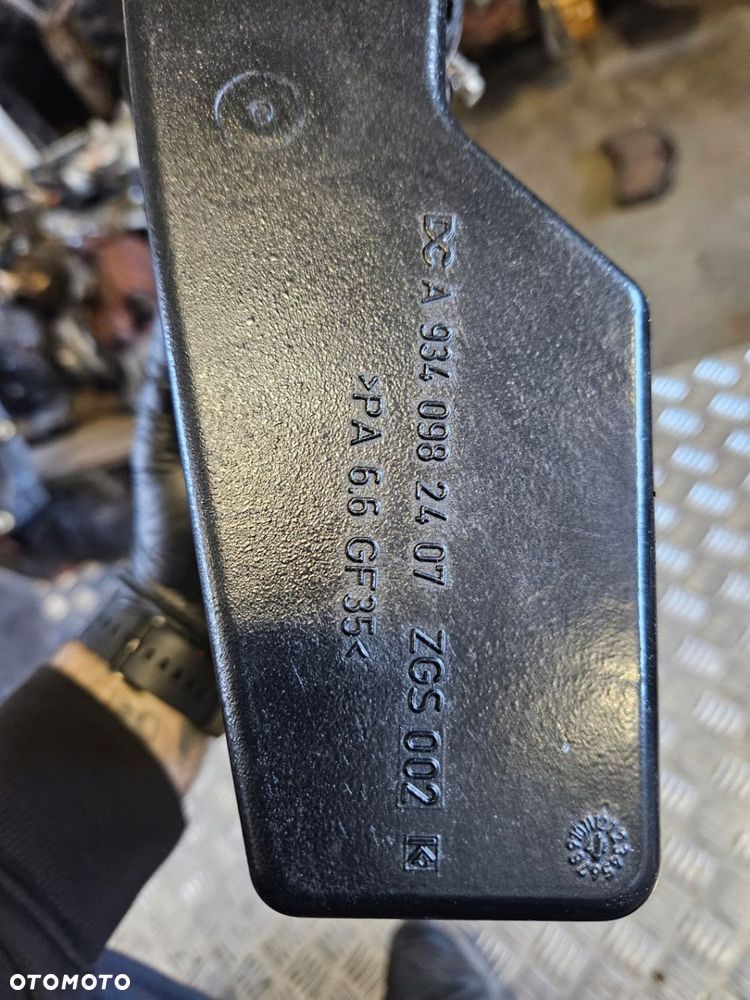 DC A 934 098 24 07 ZGS 002 K
>PA 6.6 GF35<
OTOMOTO